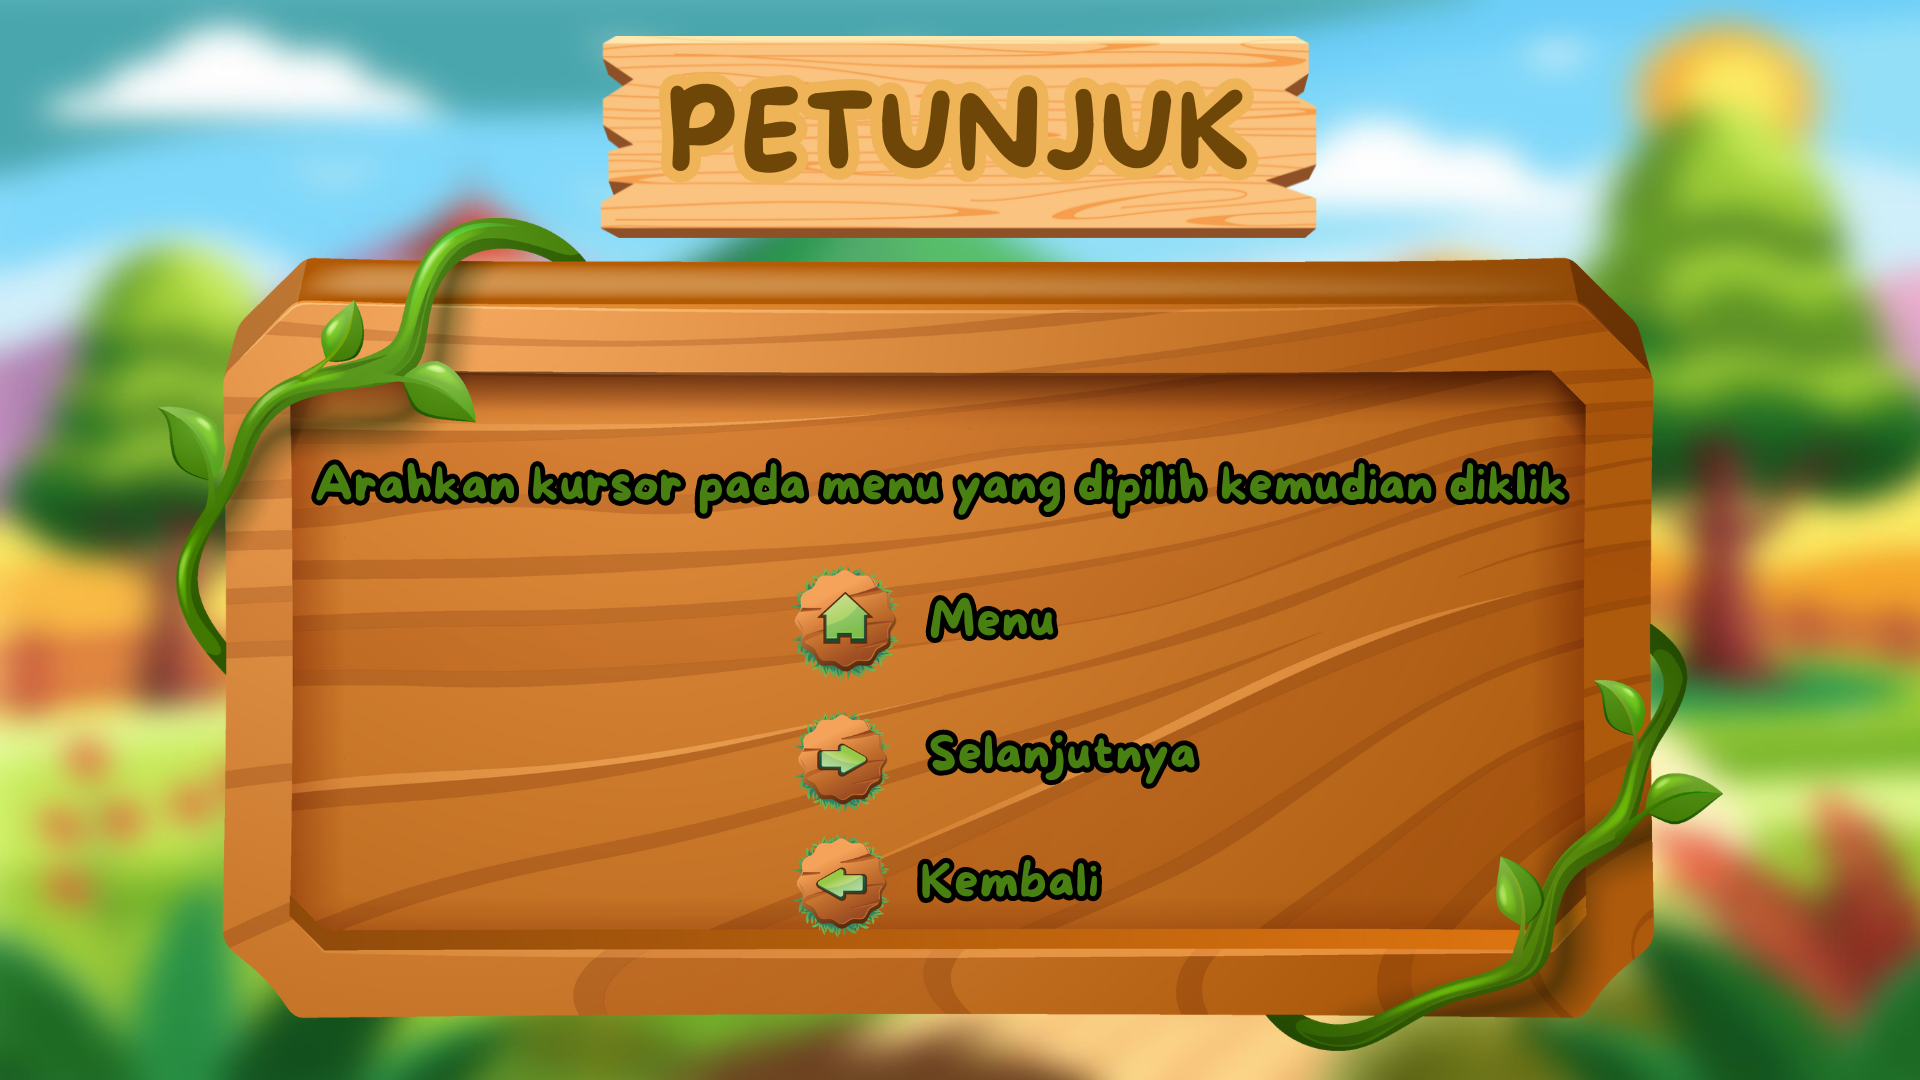 PETUNJUK
Arahkan kursor pada menu yang dipilih kemudian diklik
Menu
Selanjutnya
Kembali